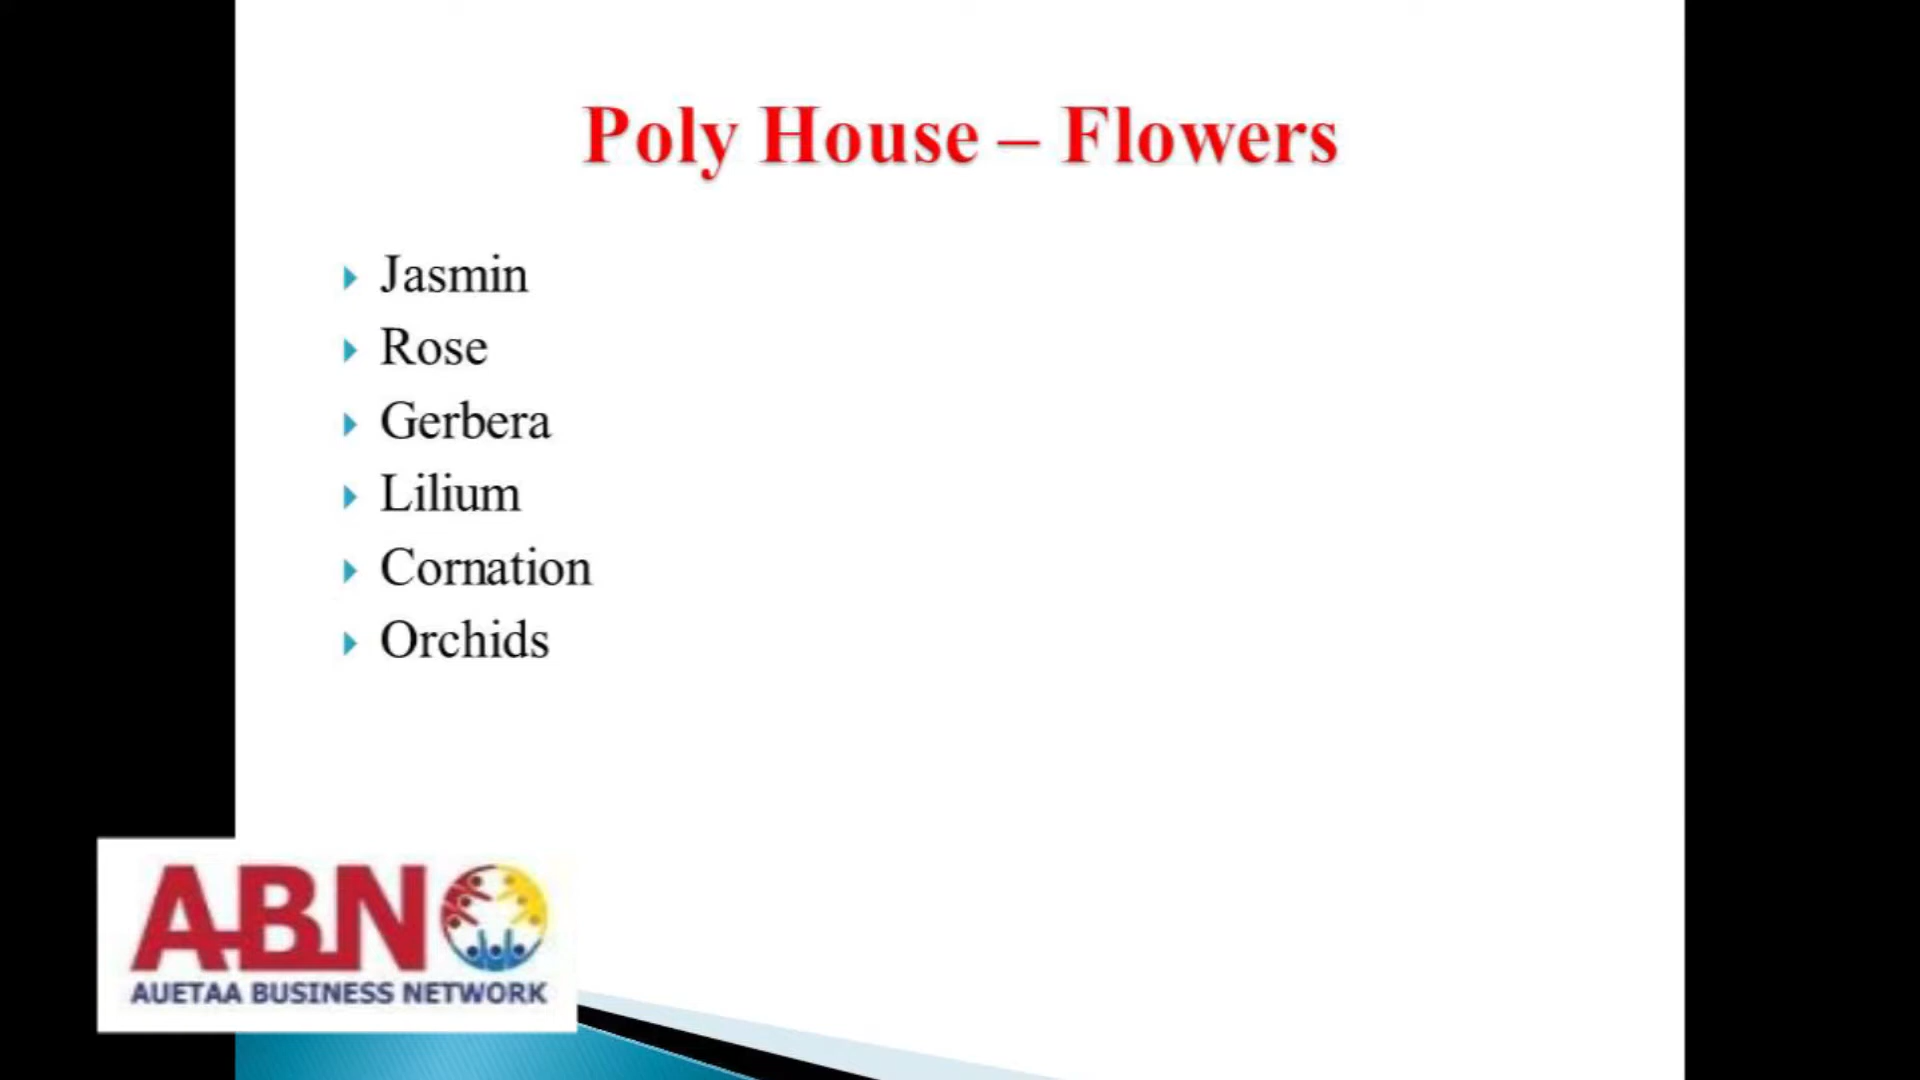 Poly House – Flowers
Jasmin
Rose
Gerbera
Lilium
Cornation
Orchids
ABN
AUETAA BUSINESS NETWORK